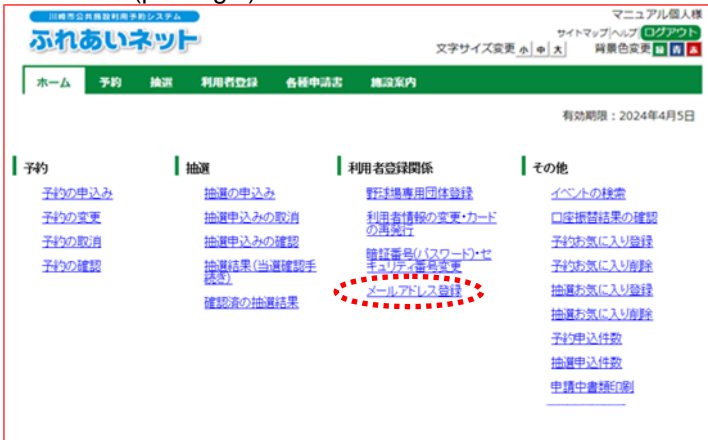 川崎市公共施設利用予約システム
ふれあいネット
マニュアル個人様
サイトマップ/ヘルプ ログアウト
文字サイズ変更 小 中 大 背景色変更 緑 青 赤
ホーム 予約 抽選 利用者登録 各種申請書 施設案内
有効期限：2024年4月5日
予約
予約の申込み
予約の変更
予約の取消
予約の確認
抽選
抽選の申込み
抽選申込みの取消
抽選申込みの確認
抽選結果(当選確認手
続き)
確認済の抽選結果
利用者登録関係
野球場専用団体登録
利用者情報の変更・カード
の再発行
暗証番号(パスワード)・セ
キュリティ番号変更
メールアドレス登録
その他
イベントの検索
口座振替結果の確認
予約お気に入り登録
予約お気に入り削除
抽選お気に入り登録
抽選お気に入り削除
予約申込件数
抽選申込件数
申請中書類印刷